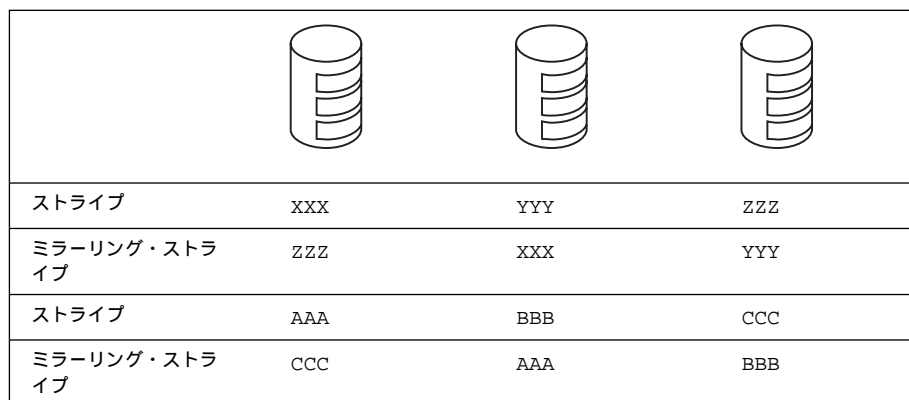 ストライプ XXX YYY ZZZ
ミラーリング・ストラ ZZZ XXX YYY
イプ
ストライプ AAA BBB CCC
ミラーリング・ストラ CCC AAA BBB
イプ